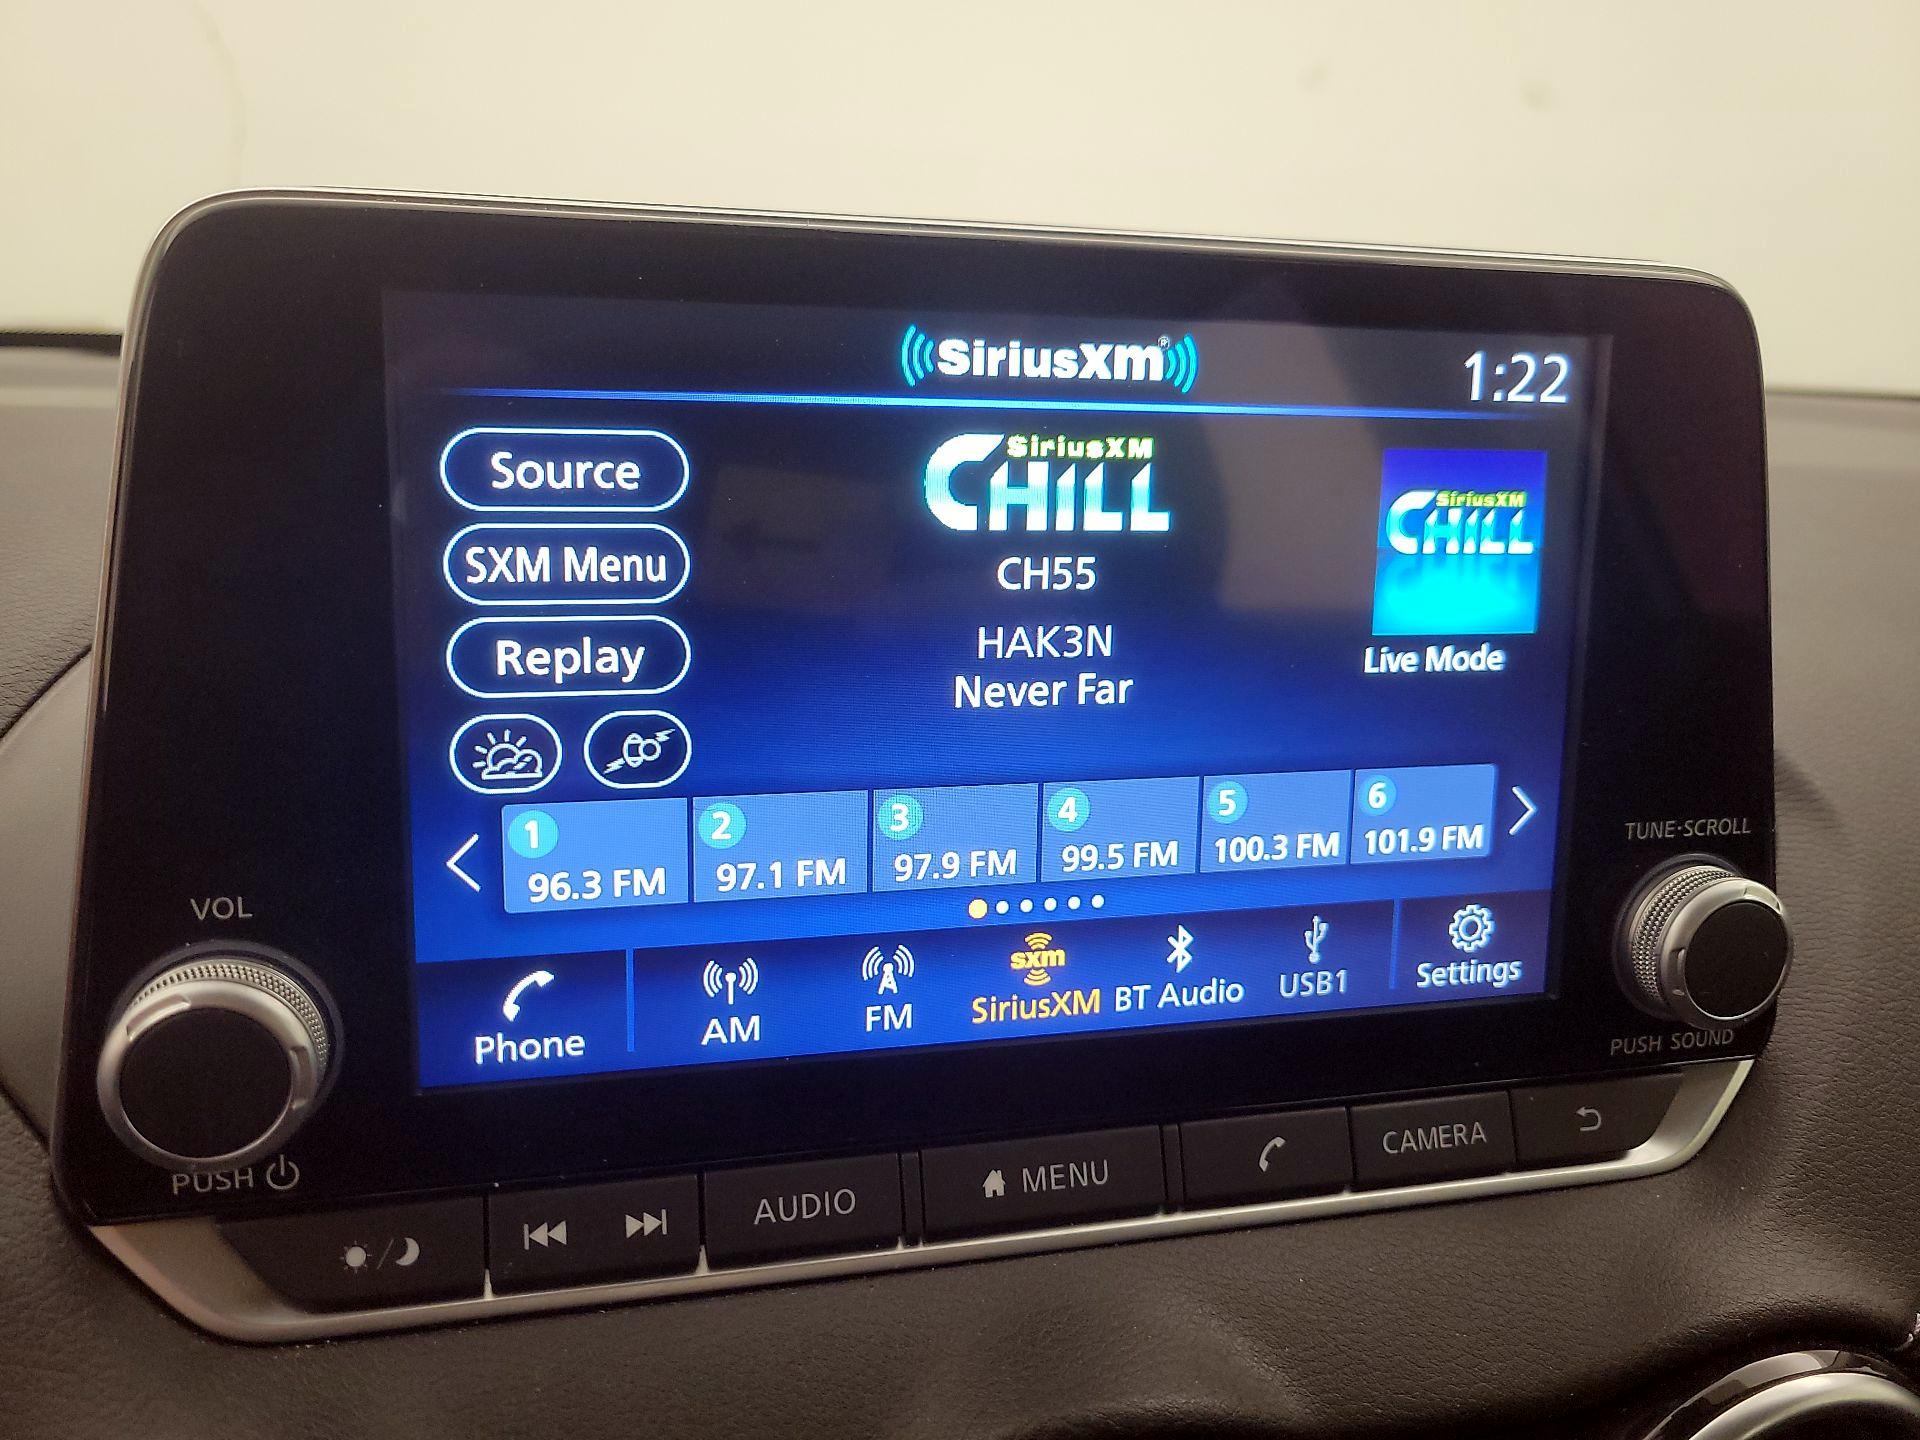 SiriusXM®
1:22
Source
SXM Menu
Replay
SiriusXM
CHILL
CH55
HAK3N
Never Far
SiriusXM
CHILL
Live Mode
1
96.3 FM
2
97.1 FM
3
97.9 FM
4
99.5 FM
5
100.3 FM
6
101.9 FM
Phone
AM
FM
sxm
SiriusXM
BT Audio
USB1
Settings
VOL
PUSH
TUNE·SCROLL
PUSH SOUND
AUDIO
MENU
CAMERA